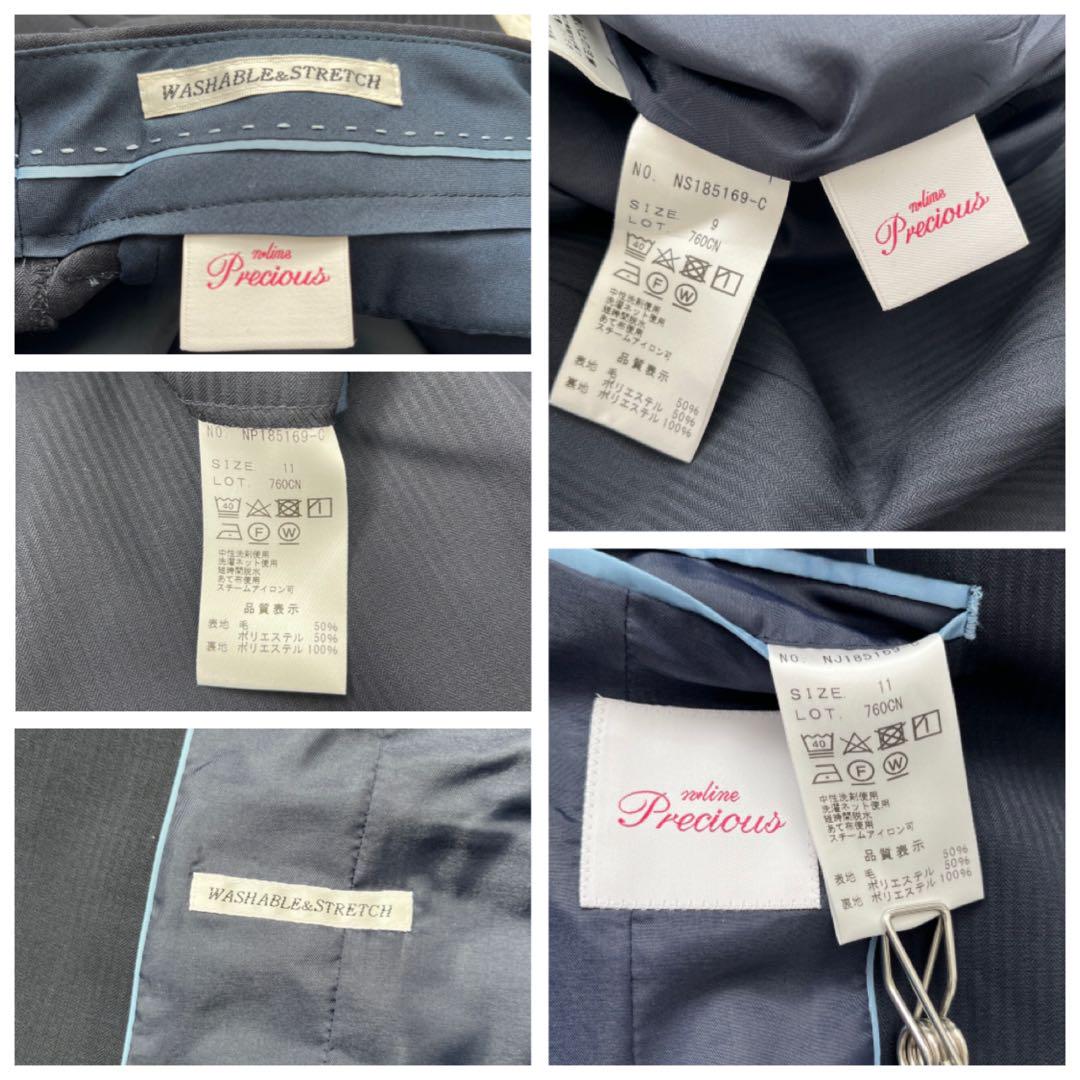 WASHABLE&STRETCH
n♥line
Precious
NO. NS185169-C
SIZE 9
LOT. 760CN
40
1
F W
中性洗剤使用
洗濯ネット使用
短時間脱水
あて布使用
スチームアイロン可
品質表示
表地 毛 50%
ポリエステル 50%
裏地 ポリエステル 100%
n♥line
Precious
NO. NP185169-C
SIZE 11
LOT. 760CN
40
1
F W
中性洗剤使用
洗濯ネット使用
短時間脱水
あて布使用
スチームアイロン可
品質表示
表地 毛 50%
ポリエステル 50%
裏地 ポリエステル 100%
WASHABLE&STRETCH
n♥line
Precious
NO. NJ185169-C
SIZE 11
LOT. 760CN
40
1
F W
中性洗剤使用
洗濯ネット使用
短時間脱水
あて布使用
スチームアイロン可
品質表示
表地 毛 50%
ポリエステル 50%
裏地 ポリエステル 100%